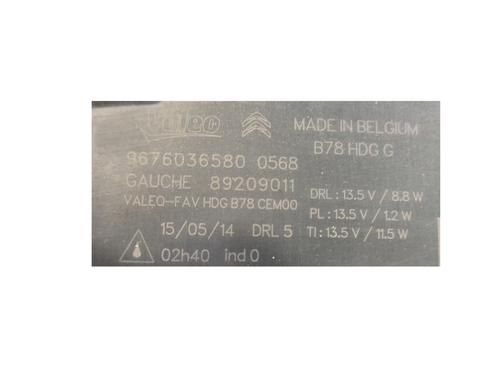 Valeo MADE IN BELGIUM
B78 HDG G
9676036580 0568
GAUCHE 89209011
DRL : 13.5 V / 8.8 W
VALEO-FAV HDG B78 CEM00
PL : 13.5 V / 1.2 W
15/05/14 DRL 5
TI : 13.5 V / 11.5 W
02h40 ind 0